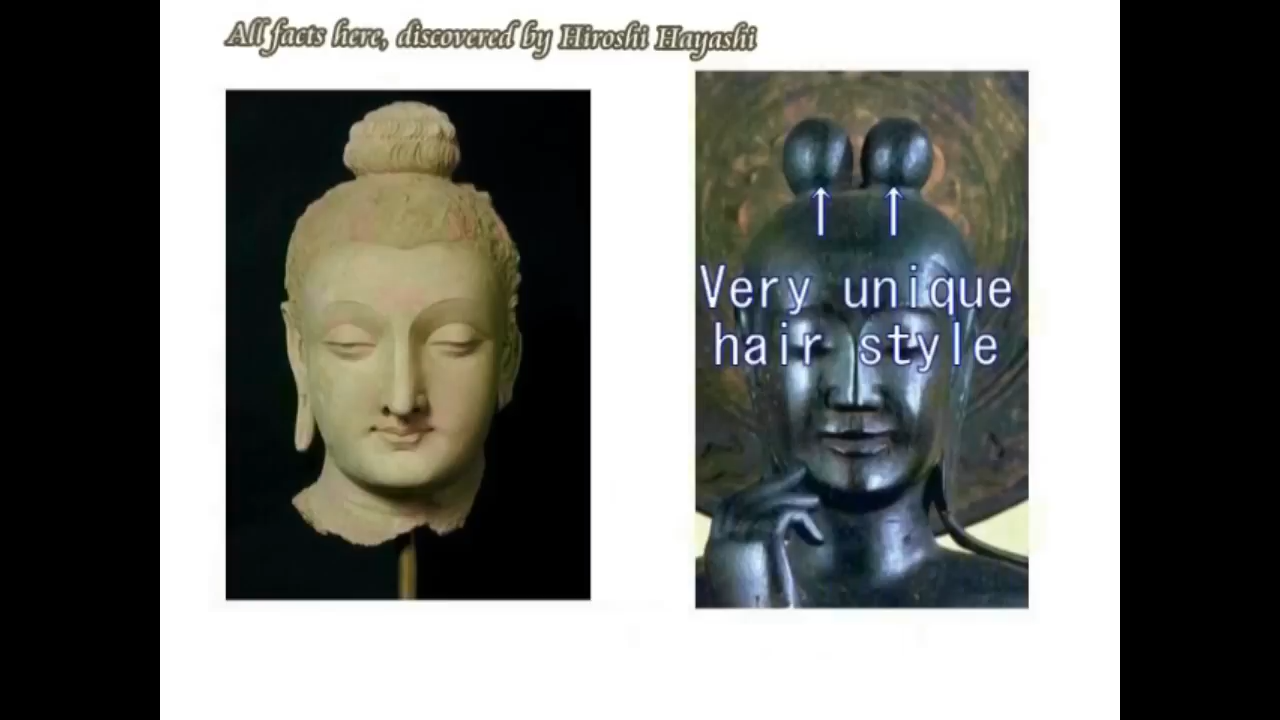 All facts here, discovered by Hiroshi Hayashi
↑ ↑
Very unique
hair style